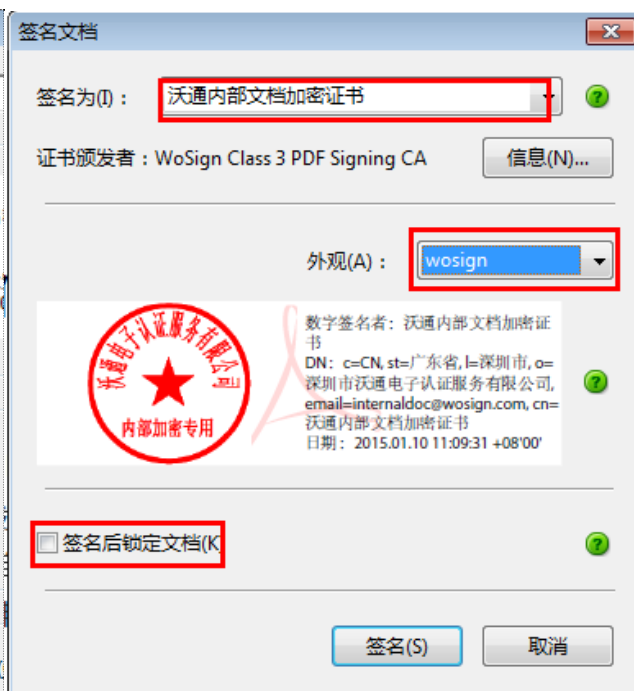 签名文档
签名为(I)：
沃通内部文档加密证书
证书颁发者：WoSign Class 3 PDF Signing CA
信息(N)...
外观(A)：
wosign
沃通电子认证服务有限公司
内部加密专用
数字签名者：沃通内部文档加密证
书
DN：c=CN, st=广东省, l=深圳市, o=
深圳市沃通电子认证服务有限公司,
email=internaldoc@wosign.com, cn=
沃通内部文档加密证书
日期：2015.01.10 11:09:31 +08'00'
签名后锁定文档(K
签名(S)
取消